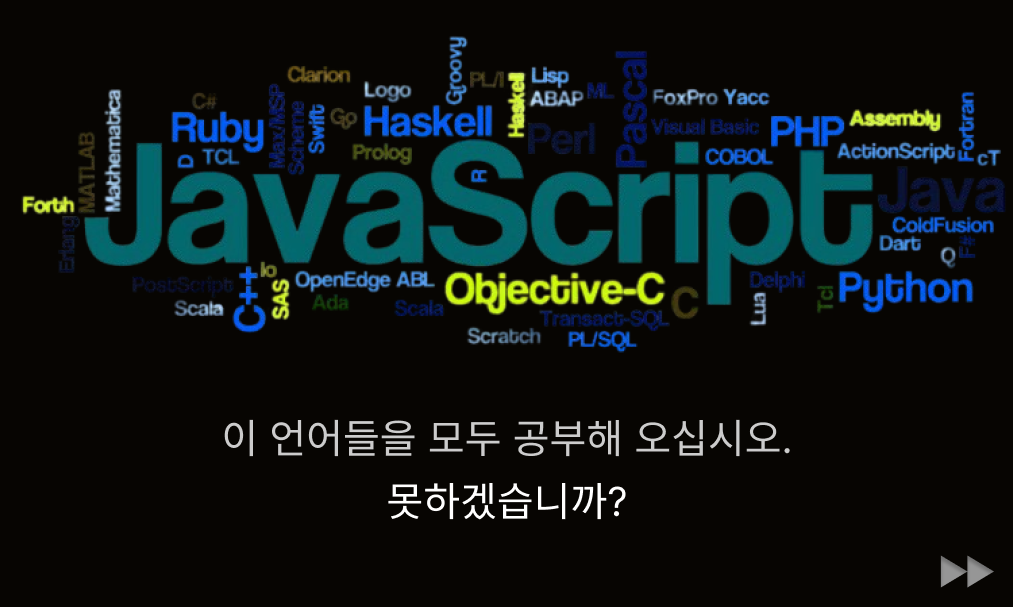 Groovy
Clarion
PL/I
Haskell
Lisp
Pascal
Logo
ABAP
ML
FoxPro
Yacc
C#
Mathematica
Max/MSP
Scheme
Swift
Go
Haskell
Perl
Visual Basic
PHP
Assembly
Fortran
Ruby
MATLAB
D
TCL
Prolog
R
COBOL
ActionScript
cT
JavaScript
Java
Forth
Erlang
ColdFusion
Dart
F#
Q
PostScript
C++
Io
SAS
OpenEdge ABL
Objective-C
C
Delphi
Lua
Tcl
Python
Scala
Ada
Scala
Transact-SQL
Scratch
PL/SQL
이 언어들을 모두 공부해 오십시오.
못하겠습니까?